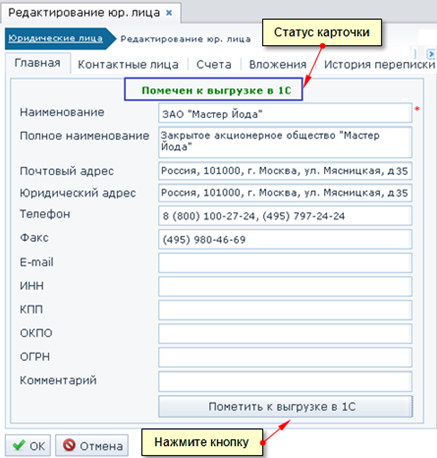 Редактирование юр. лица ×
Статус карточки
Юридические лица Редактирование юр. лица
Главная Контактные лица Счета Вложения История переписки
Помечен к выгрузке в 1С
Наименование ЗАО "Мастер Йода" *
Полное наименование Закрытое акционерное общество "Мастер
Йода"
Почтовый адрес Россия, 101000, г. Москва, ул. Мясницкая, д35
Юридический адрес Россия, 101000, г. Москва, ул. Мясницкая, д35
Телефон 8 (800) 100-27-24, (495) 797-24-24
Факс (495) 980-46-69
E-mail
ИНН
КПП
ОКПО
ОГРН
Комментарий
Пометить к выгрузке в 1С
Нажмите кнопку
ОК Отмена